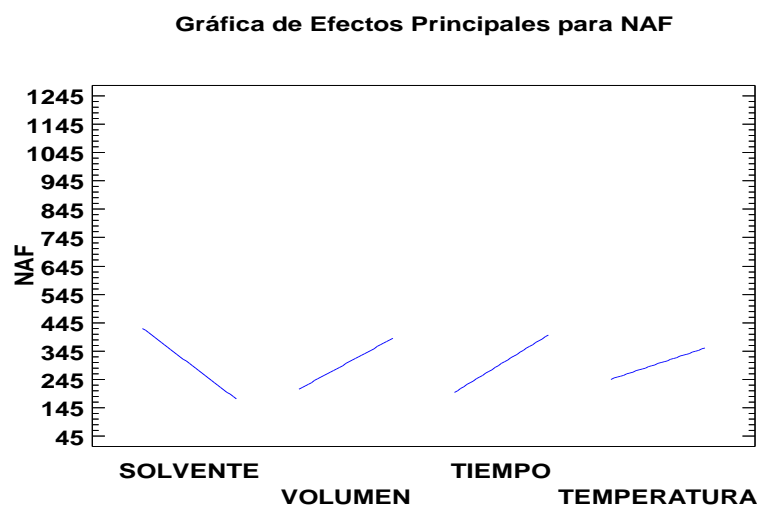 Gráfica de Efectos Principales para NAF
1245
1145
1045
945
845
745
645
545
445
345
245
145
45
NAF
SOLVENTE
VOLUMEN
TIEMPO
TEMPERATURA